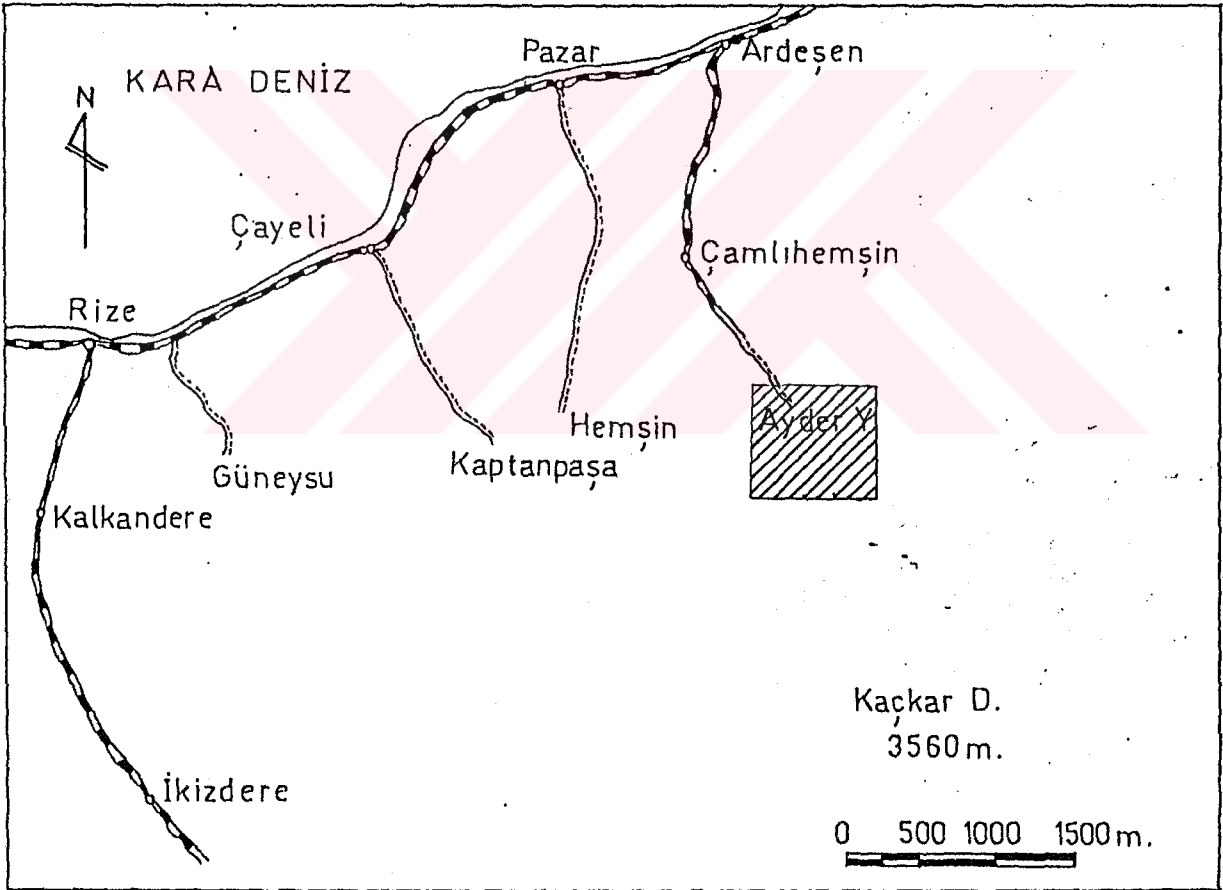 Pazar
Ardeşen
KARA DENİZ
N
Çayeli
Çamlıhemşin
Rize
Ayder Y
Hemşin
Kaptanpaşa
Güneysu
Kalkandere
Kaçkar D.
3560 m.
İkizdere
0 500 1000 1500 m.